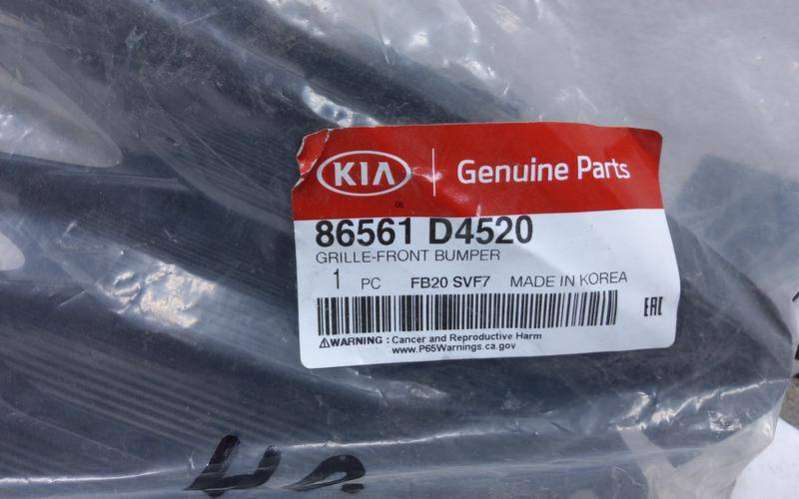 KIA Genuine Parts
86561 D4520
GRILLE-FRONT BUMPER
1 PC FB20 SVF7 MADE IN KOREA
EAC
⚠WARNING : Cancer and Reproductive Harm
www.P65Warnings.ca.gov